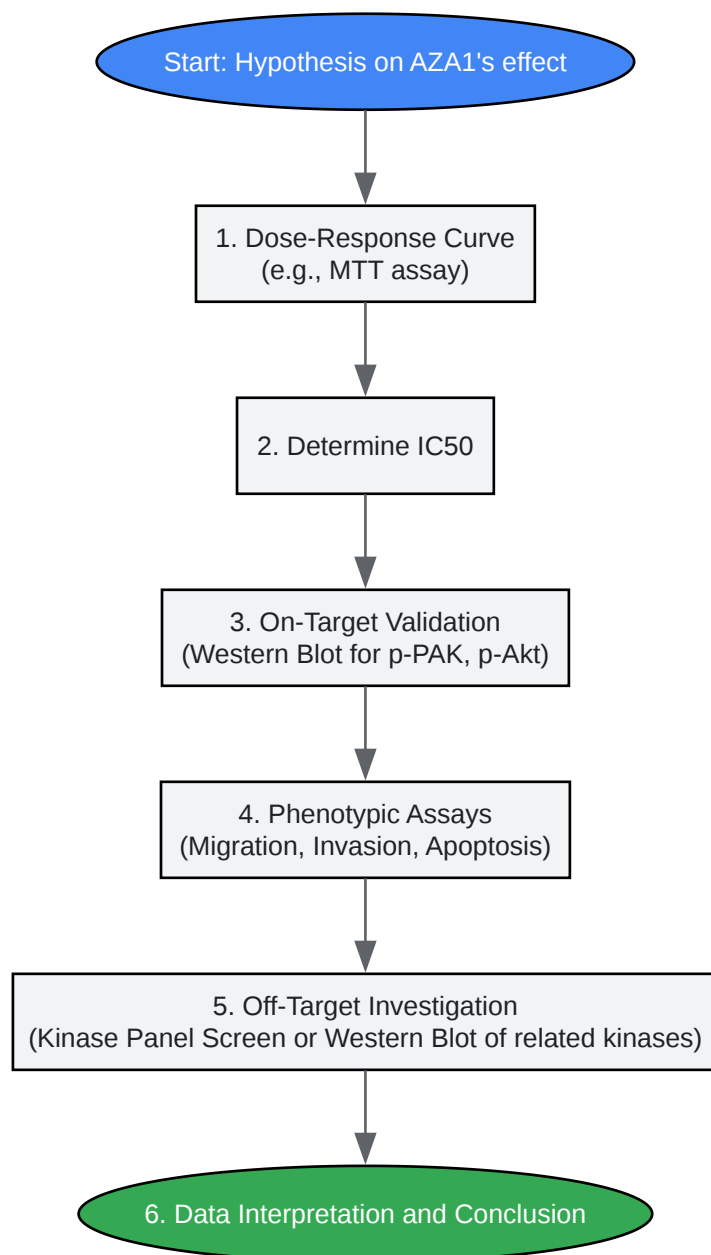 Start: Hypothesis on AZA1's effect
1. Dose-Response Curve
(e.g., MTT assay)
2. Determine IC50
3. On-Target Validation
(Western Blot for p-PAK, p-Akt)
4. Phenotypic Assays
(Migration, Invasion, Apoptosis)
5. Off-Target Investigation
(Kinase Panel Screen or Western Blot of related kinases)
6. Data Interpretation and Conclusion